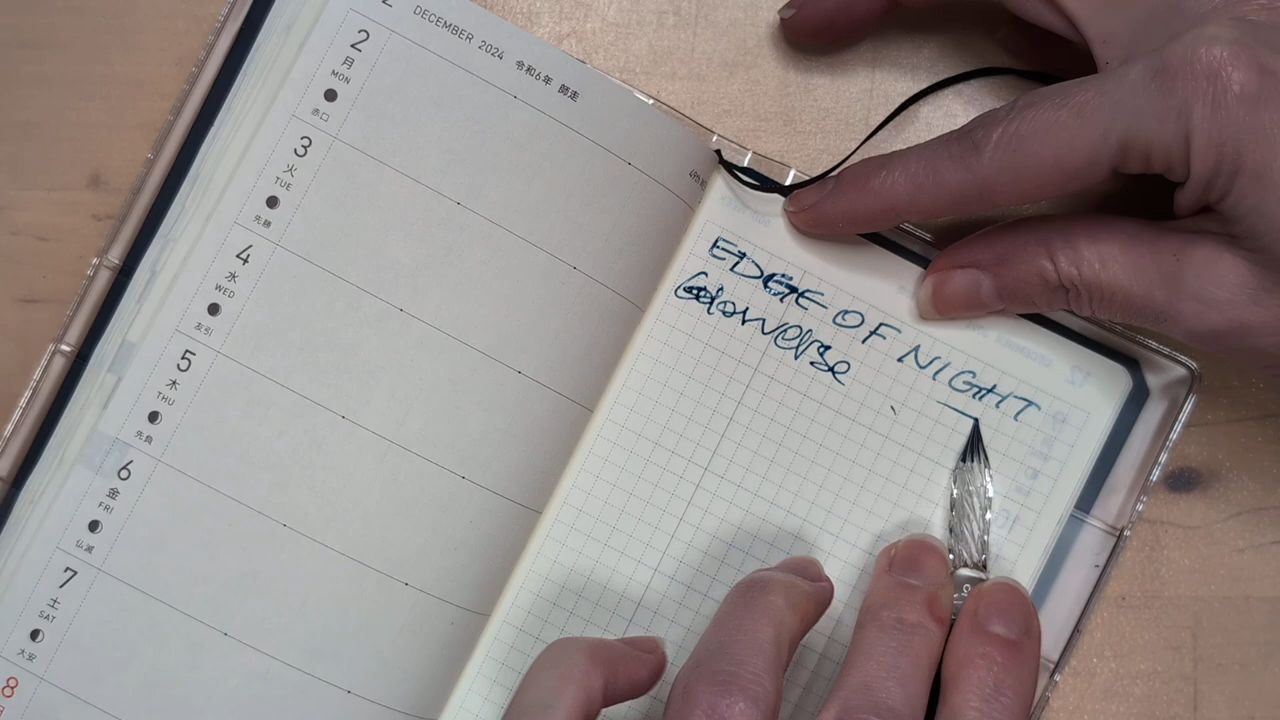 DECEMBER 2024 令和6年 師走
2
月
MON
赤口
3
火
TUE
先勝
4
水
WED
友引
5
木
THU
先負
6
金
FRI
仏滅
7
土
SAT
大安
8
49th
EDGE OF NIGHT
Colorverse